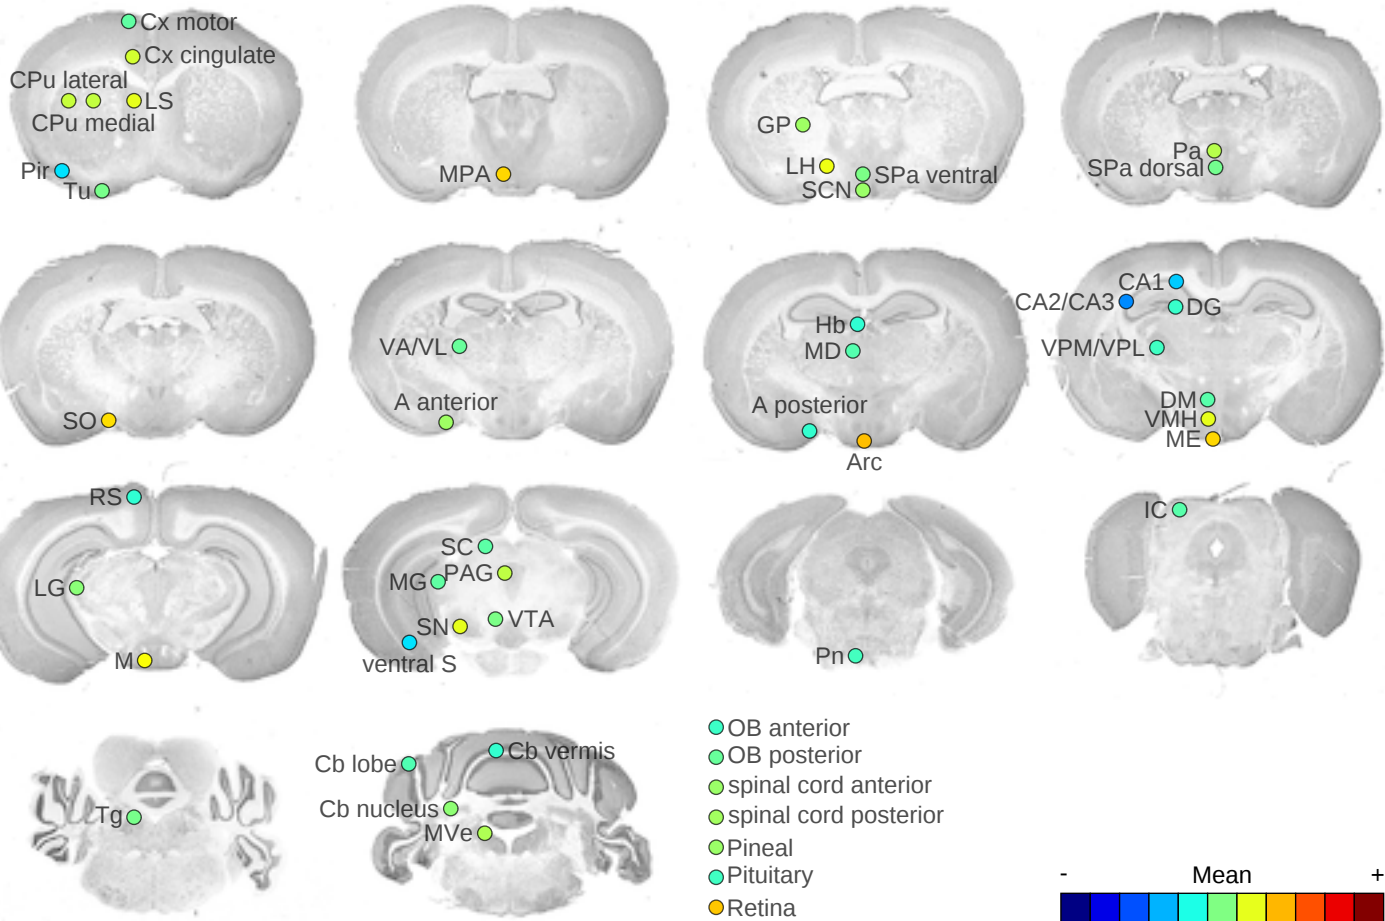 Cx motor
Cx cingulate
CPu lateral
LS
CPu medial
Pir
Tu
MPA
GP
LH
SPa ventral
SCN
Pa
SPa dorsal
SO
VA/VL
A anterior
Hb
MD
A posterior
Arc
CA1
CA2/CA3
DG
VPM/VPL
DM
VMH
ME
RS
LG
M
SC
MG
PAG
SN
VTA
ventral S
Pn
IC
Tg
Cb lobe
Cb vermis
Cb nucleus
MVe
OB anterior
OB posterior
spinal cord anterior
spinal cord posterior
Pineal
Pituitary
Retina
- Mean +